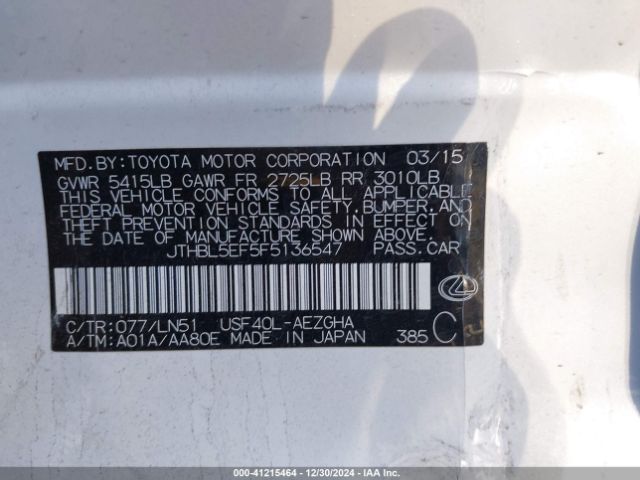 MFD.BY:TOYOTA MOTOR CORPORATION 03/15
GVWR 5415LB GAWR FR 2725LB RR 3010LB
THIS VEHICLE CONFORMS TO ALL APPLICABLE
FEDERAL MOTOR VEHICLE SAFETY,BUMPER,AND
THEFT PREVENTION STANDARDS IN EFFECT ON
THE DATE OF MANUFACTURE SHOWN ABOVE.
JTHBL5EF5F5136547 PASS.CAR
C/TR:077/LN51 USF40L-AEZGHA
A/TM:A01A/AA80E MADE IN JAPAN 385 C
000-41215464 - 12/30/2024 - IAA Inc.